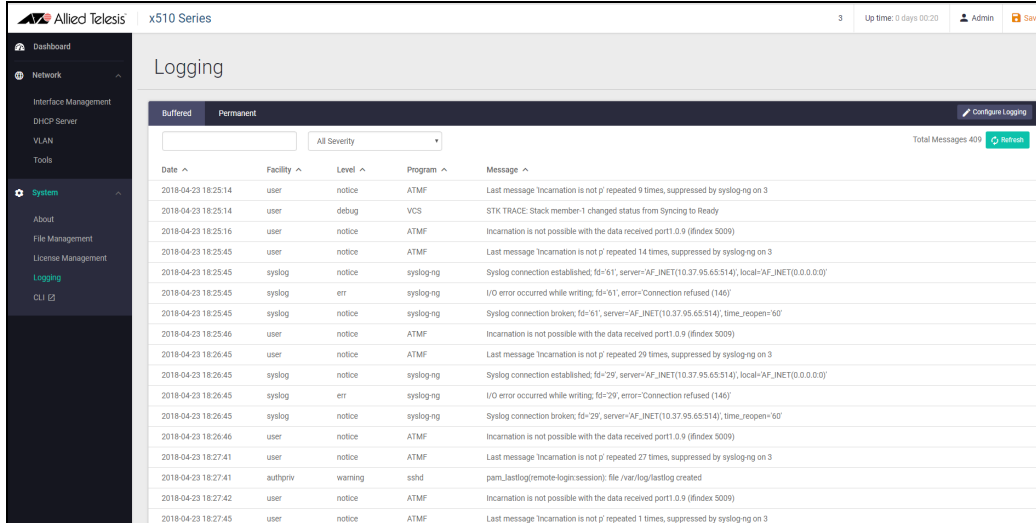 Allied Telesis x510 Series 3 Up time: 0 days 00:20 Admin Sav
Dashboard
Network
Interface Management
DHCP Server
VLAN
Tools
System
About
File Management
License Management
Logging
CLI
Logging
Buffered Permanent Configure Logging
All Severity Total Messages 409 Refresh
Date Facility Level Program Message
2018-04-23 18:25:14 user notice ATMF Last message 'Incarnation is not p' repeated 9 times, suppressed by syslog-ng on 3
2018-04-23 18:25:14 user debug VCS STK TRACE: Stack member-1 changed status from Syncing to Ready
2018-04-23 18:25:16 user notice ATMF Incarnation is not possible with the data received port1.0.9 (ifindex 5009)
2018-04-23 18:25:45 user notice ATMF Last message 'Incarnation is not p' repeated 14 times, suppressed by syslog-ng on 3
2018-04-23 18:25:45 syslog notice syslog-ng Syslog connection established; fd='61', server='AF_INET(10.37.95.65:514)', local='AF_INET(0.0.0.0:0)'
2018-04-23 18:25:45 syslog err syslog-ng I/O error occurred while writing; fd='61', error='Connection refused (146)'
2018-04-23 18:25:45 syslog notice syslog-ng Syslog connection broken; fd='61', server='AF_INET(10.37.95.65:514)', time_reopen='60'
2018-04-23 18:25:46 user notice ATMF Incarnation is not possible with the data received port1.0.9 (ifindex 5009)
2018-04-23 18:26:45 user notice ATMF Last message 'Incarnation is not p' repeated 29 times, suppressed by syslog-ng on 3
2018-04-23 18:26:45 syslog notice syslog-ng Syslog connection established; fd='29', server='AF_INET(10.37.95.65:514)', local='AF_INET(0.0.0.0:0)'
2018-04-23 18:26:45 syslog err syslog-ng I/O error occurred while writing; fd='29', error='Connection refused (146)'
2018-04-23 18:26:45 syslog notice syslog-ng Syslog connection broken; fd='29', server='AF_INET(10.37.95.65:514)', time_reopen='60'
2018-04-23 18:26:46 user notice ATMF Incarnation is not possible with the data received port1.0.9 (ifindex 5009)
2018-04-23 18:27:41 user notice ATMF Last message 'Incarnation is not p' repeated 27 times, suppressed by syslog-ng on 3
2018-04-23 18:27:41 authpriv warning sshd pam_lastlog(remote-login:session): file /var/log/lastlog created
2018-04-23 18:27:42 user notice ATMF Incarnation is not possible with the data received port1.0.9 (ifindex 5009)
2018-04-23 18:27:45 user notice ATMF Last message 'Incarnation is not p' repeated 1 times, suppressed by syslog-ng on 3